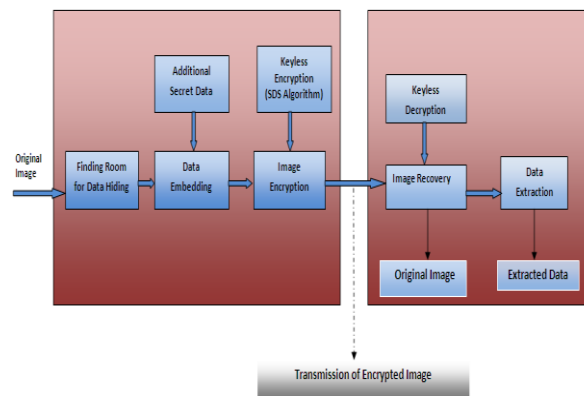 Additional
Secret Data
Keyless
Encryption
(SDS Algorithm)
Keyless
Decryption
Original
Image
Finding Room
for Data Hiding
Data
Embedding
Image
Encryption
Image Recovery
Data
Extraction
Original Image
Extracted Data
Transmission of Encrypted Image